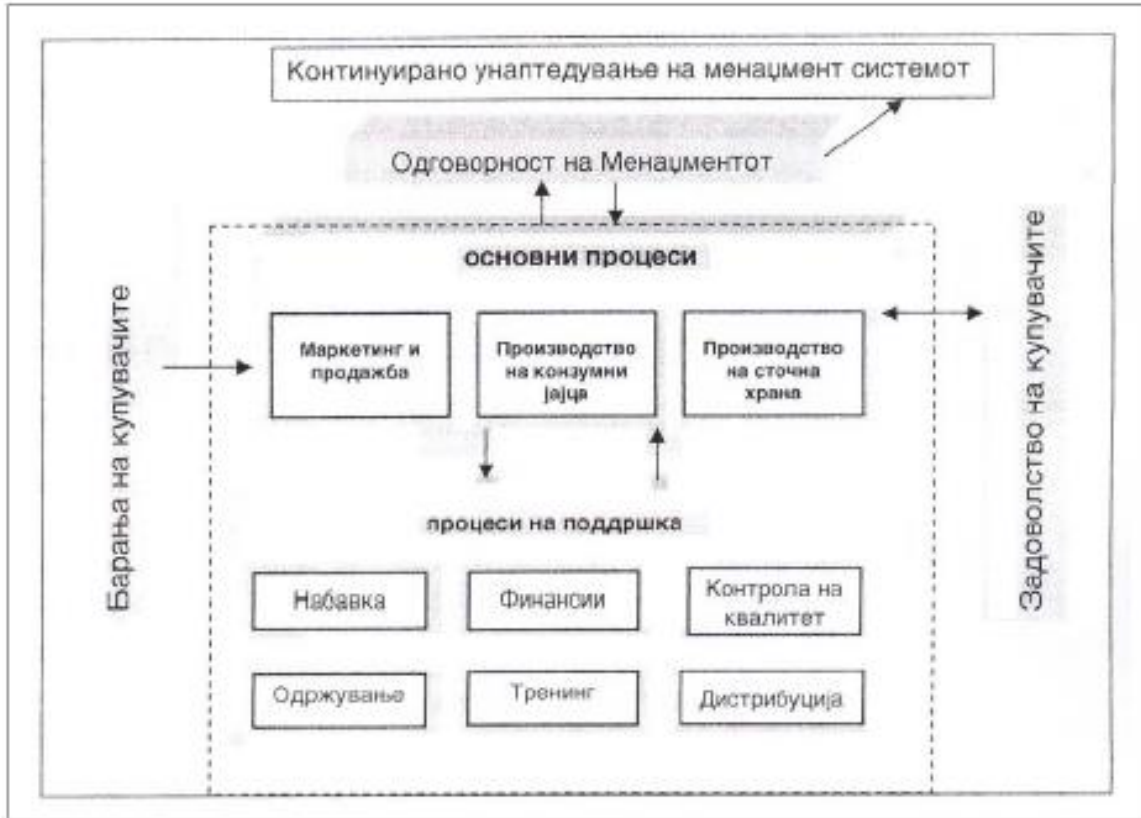 Континуирано унаптедување на менаџмент системот
Одговорност на Менаџментот
основни процеси
Барања на купувачите
Маркетинг и
продажба
Производство
на конзумни
јајца
Производство
на сточна
храна
Задоволство на купувачите
процеси на поддршка
Набавка
Финансии
Контрола на
квалитет
Одржување
Тренинг
Дистрибуција